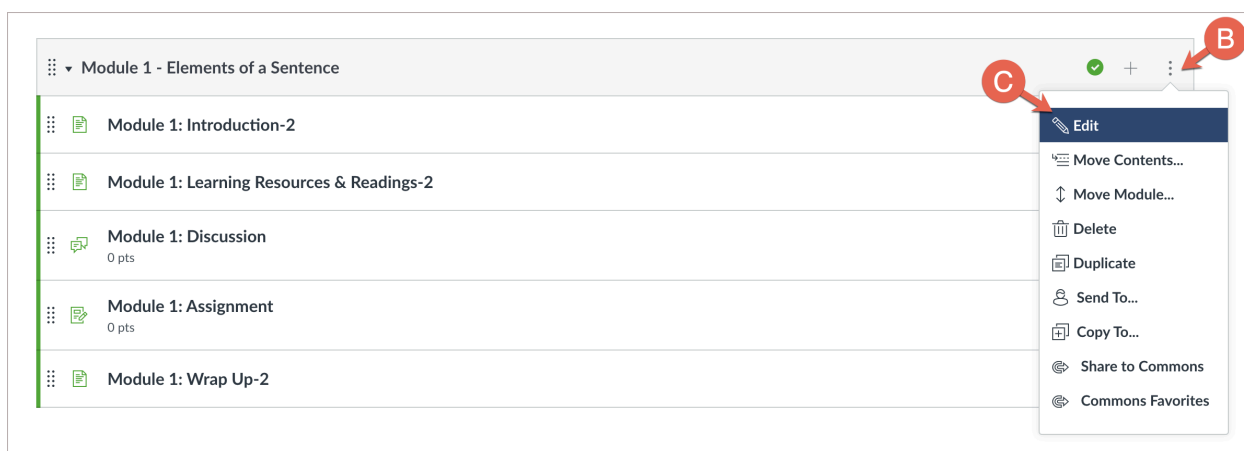 B
Module 1 - Elements of a Sentence
C
Module 1: Introduction-2
Edit
Move Contents...
Module 1: Learning Resources & Readings-2
Move Module...
Module 1: Discussion
0 pts
Delete
Duplicate
Module 1: Assignment
0 pts
Send To...
Copy To...
Share to Commons
Module 1: Wrap Up-2
Commons Favorites